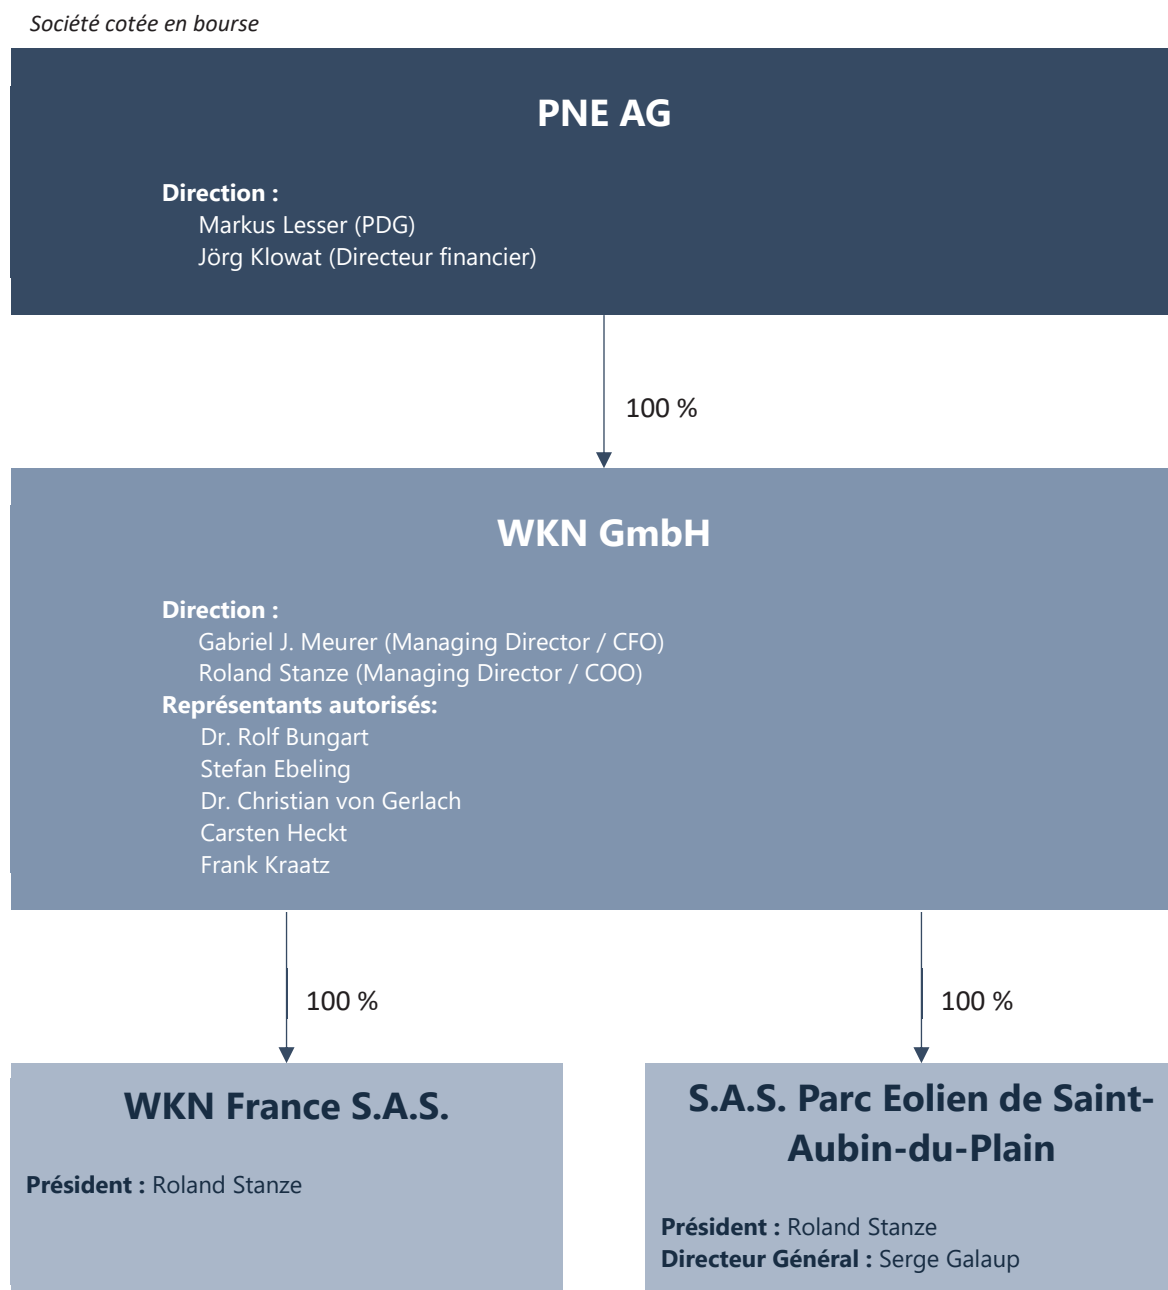 Société cotée en bourse
PNE AG
Direction :
Markus Lesser (PDG)
Jörg Klowat (Directeur financier)
100 %
WKN GmbH
Direction :
Gabriel J. Meurer (Managing Director / CFO)
Roland Stanze (Managing Director / COO)
Représentants autorisés:
Dr. Rolf Bungart
Stefan Ebeling
Dr. Christian von Gerlach
Carsten Heckt
Frank Kraatz
100 %
100 %
WKN France S.A.S.
Président : Roland Stanze
S.A.S. Parc Eolien de Saint-
Aubin-du-Plain
Président : Roland Stanze
Directeur Général : Serge Galaup